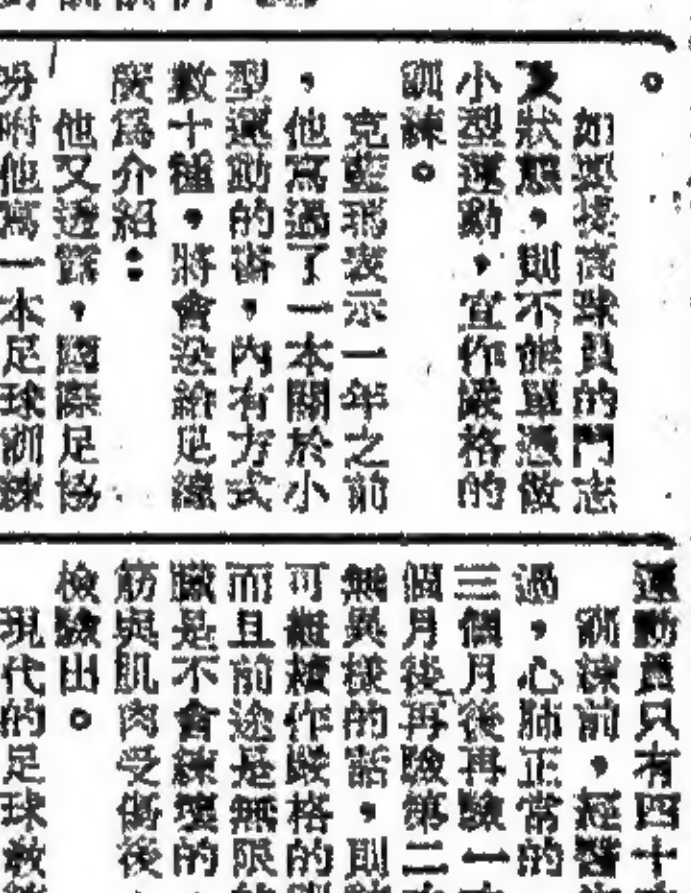 。
如要提高球員的鬥志
及狀態，則不能單憑做
小型運動，宜作嚴格的
訓練。
克藍瑪表示一年之前
，他寫過了一本關於小
型運動的書，內有方式
數十種，將會送給足總
廣爲介紹：
他又透露，國際足協
吩咐他寫一本足球訓練
運動員只有四十
訓練前，經醫
過，心肺正常的
三個月後再驗一
個月後再驗第二
無異樣的話，則
可繼續作嚴格的
而且前途是無限
臟是不會練壞的
筋與肌肉受傷後
檢驗出。
現代的足球教